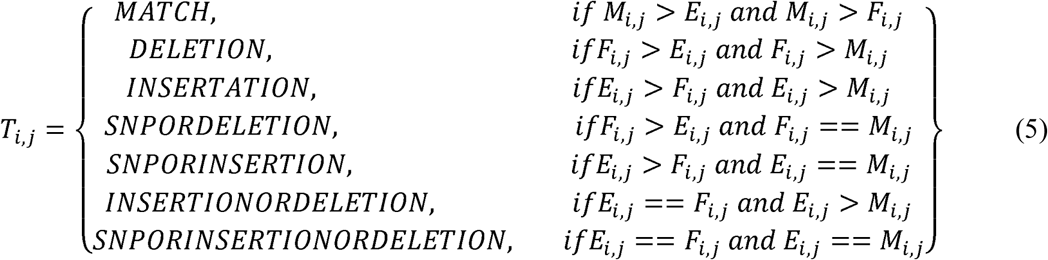 MATCH, if M_{i,j} > E_{i,j} and M_{i,j} > F_{i,j}
DELETION, ifF_{i,j} > E_{i,j} and F_{i,j} > M_{i,j}
INSERTATION, ifE_{i,j} > F_{i,j} and E_{i,j} > M_{i,j}
T_{i,j} = SNPORDELETION, ifF_{i,j} > E_{i,j} and F_{i,j} == M_{i,j} (5)
SNPORINSERTION, ifE_{i,j} > F_{i,j} and E_{i,j} == M_{i,j}
INSERTIONORDELETION, ifE_{i,j} == F_{i,j} and E_{i,j} > M_{i,j}
SNPORINSERTIONORDELETION, ifE_{i,j} == F_{i,j} and E_{i,j} == M_{i,j}